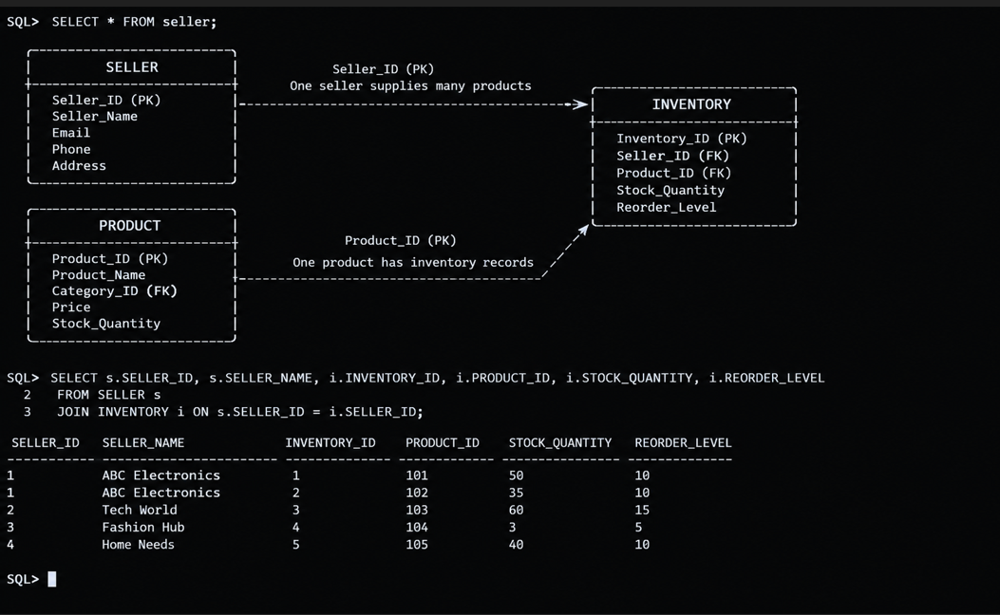 SQL> SELECT * FROM seller;
SELLER
Seller_ID (PK)
Seller_Name
Email
Phone
Address
Seller_ID (PK)
One seller supplies many products
INVENTORY
Inventory_ID (PK)
Seller_ID (FK)
Product_ID (FK)
Stock_Quantity
Reorder_Level
PRODUCT
Product_ID (PK)
Product_Name
Category_ID (FK)
Price
Stock_Quantity
Product_ID (PK)
One product has inventory records
SQL> SELECT s.SELLER_ID, s.SELLER_NAME, i.INVENTORY_ID, i.PRODUCT_ID, i.STOCK_QUANTITY, i.REORDER_LEVEL
2 FROM SELLER s
3 JOIN INVENTORY i ON s.SELLER_ID = i.SELLER_ID;
SELLER_ID SELLER_NAME INVENTORY_ID PRODUCT_ID STOCK_QUANTITY REORDER_LEVEL
1 ABC Electronics 1 101 50 10
1 ABC Electronics 2 102 35 10
2 Tech World 3 103 60 15
3 Fashion Hub 4 104 3 5
4 Home Needs 5 105 40 10
SQL>